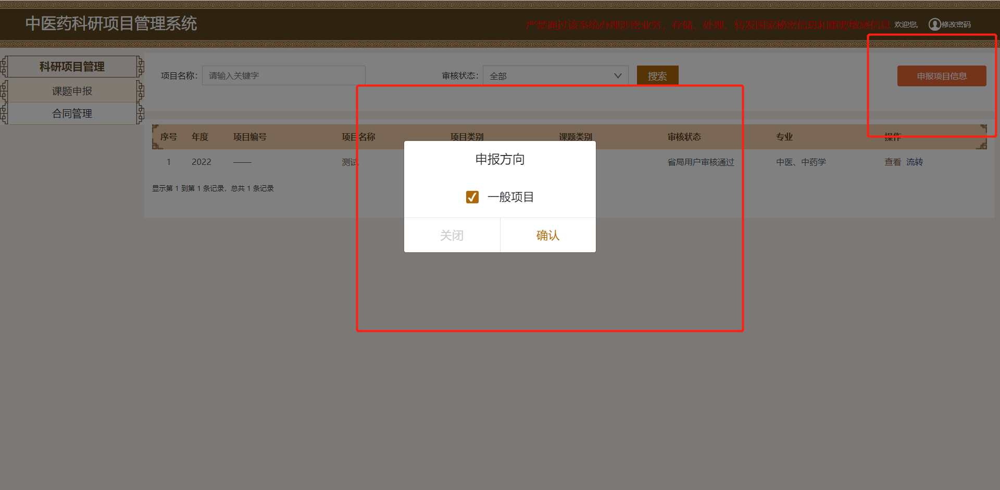 中医药科研项目管理系统
严禁通过该系统办理涉密业务，存储、处理、转发国家秘密信息和重要敏感信息 欢迎您, 修改密码
科研项目管理
课题申报
合同管理
项目名称： 请输入关键字 审核状态： 全部 搜索 申报项目信息
序号 年度 项目编号 项目名称 项目类别 课题类别 审核状态 专业 操作
1 2022 —— 测试 省局用户审核通过 中医、中药学 查看 流转
显示第 1 到第 1 条记录，总共 1 条记录
申报方向
一般项目
关闭 确认